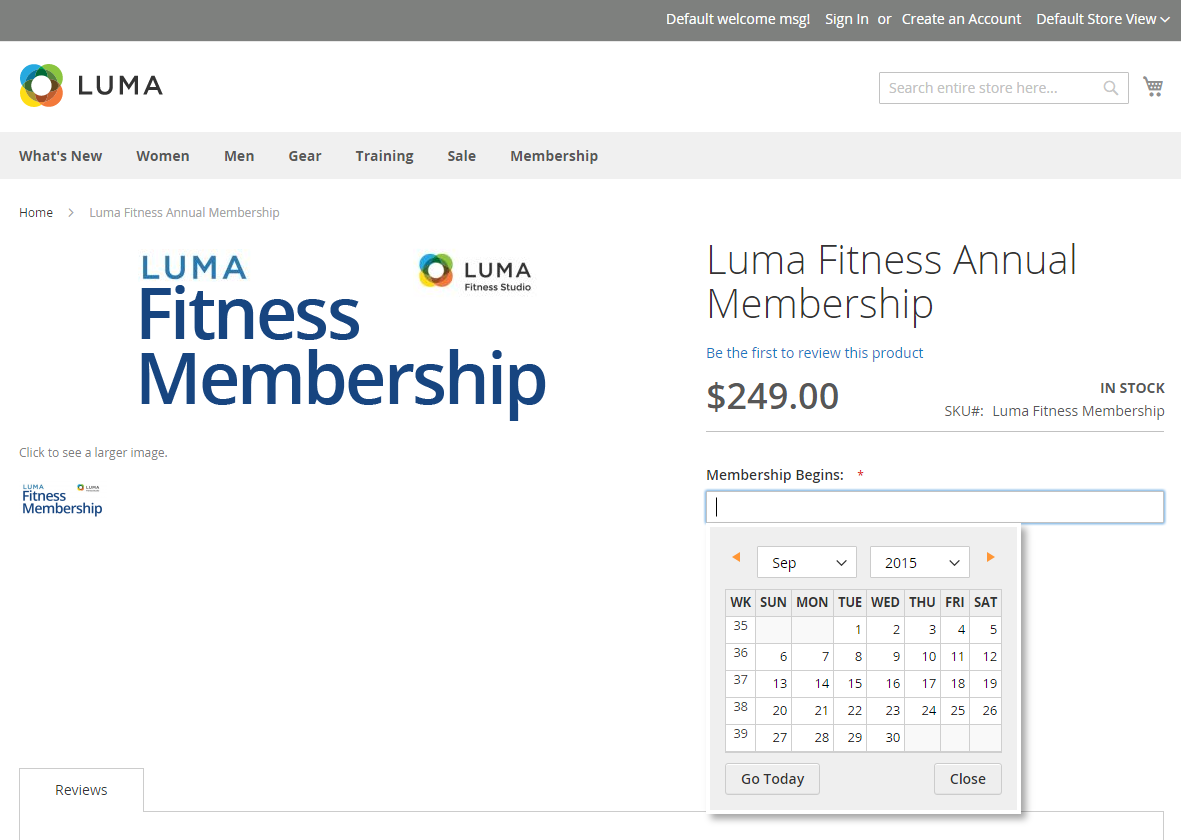 Default welcome msg! Sign In or Create an Account Default Store View
LUMA
Search entire store here...
What's New Women Men Gear Training Sale Membership
Home Luma Fitness Annual Membership
LUMA
Fitness
Membership
LUMA
Fitness Studio
Click to see a larger image.
LUMA
LUMA
Fitness
Membership
Luma Fitness Annual
Membership
Be the first to review this product
$249.00
IN STOCK
SKU#: Luma Fitness Membership
Membership Begins: *
Sep 2015
WK SUN MON TUE WED THU FRI SAT
35 1 2 3 4 5
36 6 7 8 9 10 11 12
37 13 14 15 16 17 18 19
38 20 21 22 23 24 25 26
39 27 28 29 30
Go Today Close
Reviews